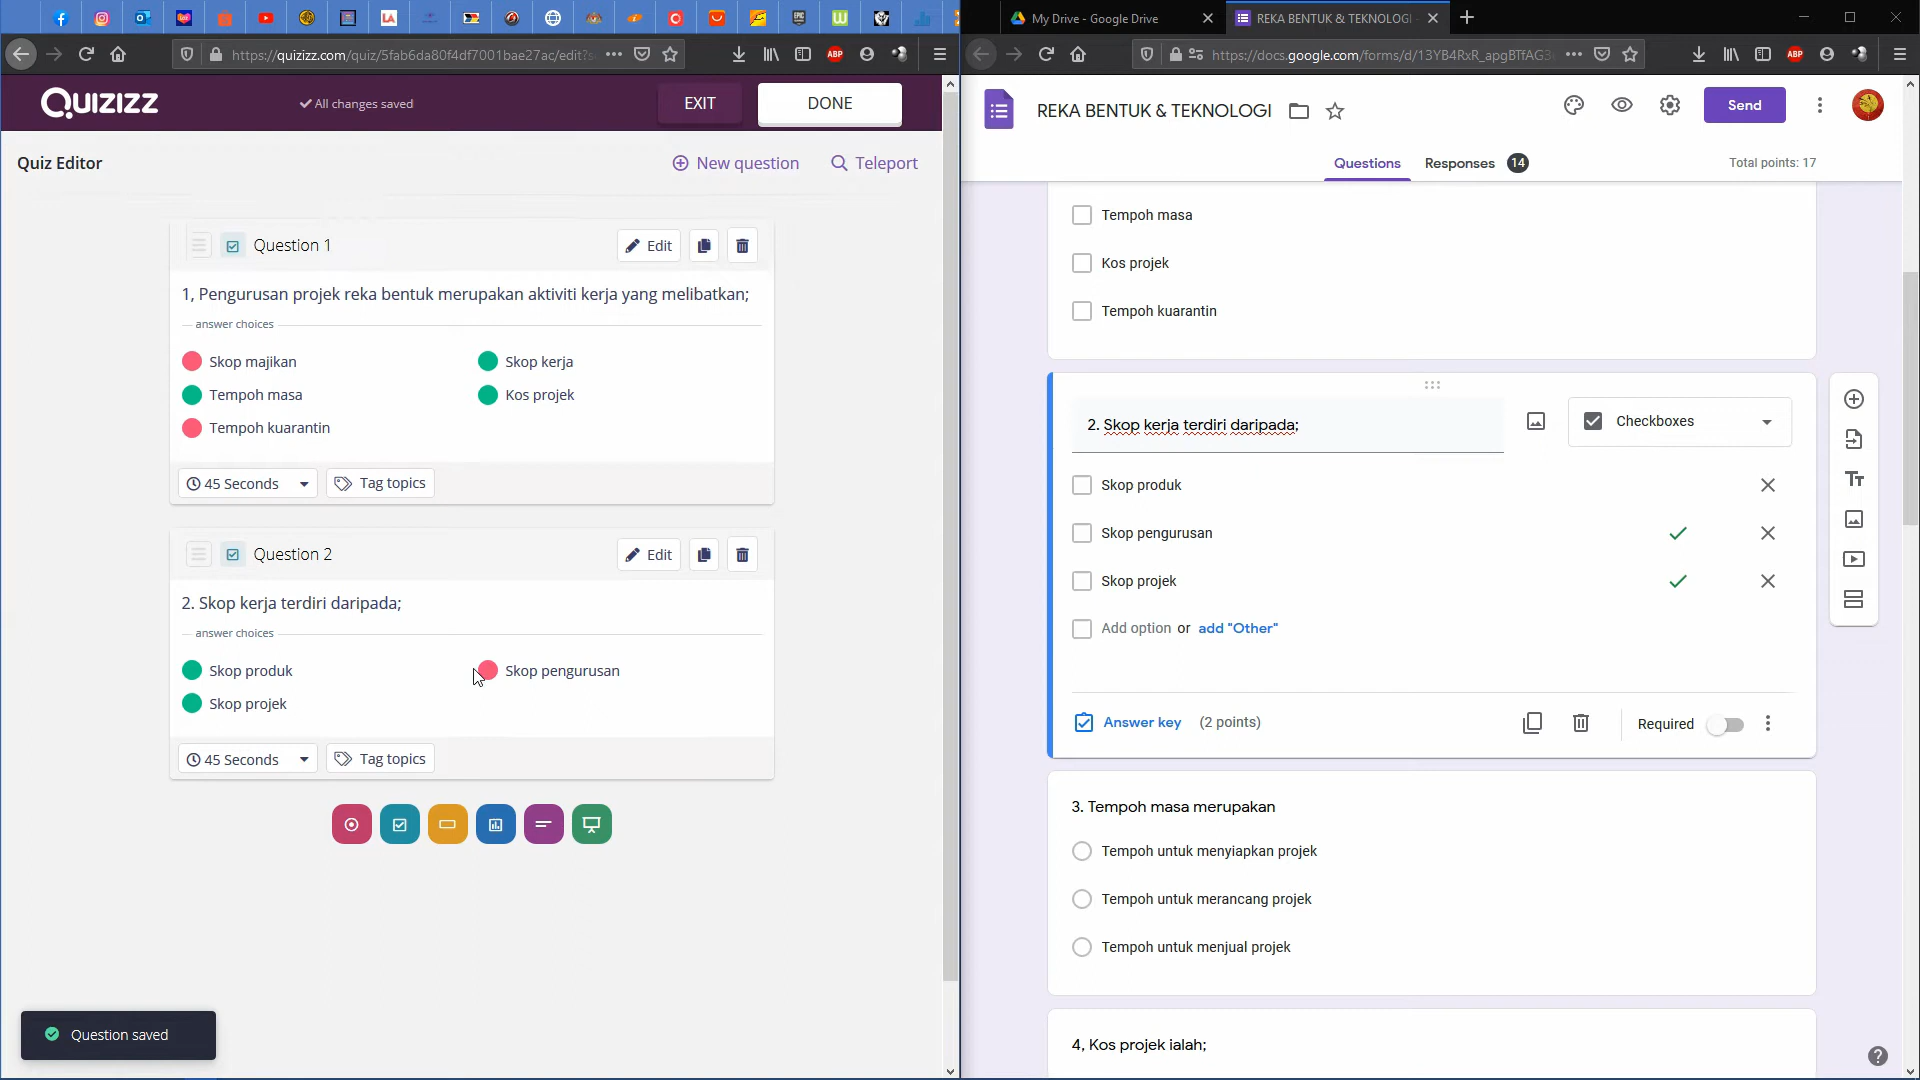 My Drive - Google Drive
REKA BENTUK & TEKNOLOGI -
https://quizizz.com/quiz/5fab6da80f4df7001bae27ac/edit?s
https://docs.google.com/forms/d/13YB4RxR_apgBTfAG3
Quizizz
All changes saved
EXIT
DONE
Quiz Editor
New question
Teleport
Question 1
Edit
1, Pengurusan projek reka bentuk merupakan aktiviti kerja yang melibatkan;
answer choices
Skop majikan
Skop kerja
Tempoh masa
Kos projek
Tempoh kuarantin
45 Seconds
Tag topics
Question 2
Edit
2. Skop kerja terdiri daripada;
answer choices
Skop produk
Skop pengurusan
Skop projek
45 Seconds
Tag topics
Question saved
REKA BENTUK & TEKNOLOGI
Send
Questions
Responses 14
Total points: 17
Tempoh masa
Kos projek
Tempoh kuarantin
2. Skop kerja terdiri daripada;
Checkboxes
Skop produk
Skop pengurusan
Skop projek
Add option or add "Other"
Answer key (2 points)
Required
3. Tempoh masa merupakan
Tempoh untuk menyiapkan projek
Tempoh untuk merancang projek
Tempoh untuk menjual projek
4, Kos projek ialah;